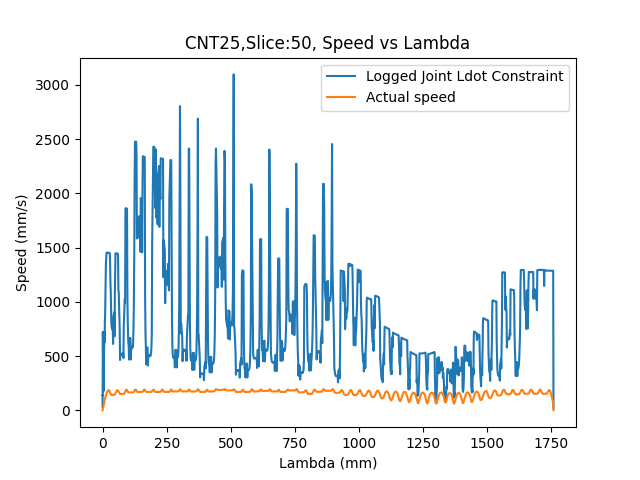 CNT25,Slice:50, Speed vs Lambda
Logged Joint Ldot Constraint
Actual speed
Speed (mm/s)
3000
2500
2000
1500
1000
500
0
0 250 500 750 1000 1250 1500 1750
Lambda (mm)